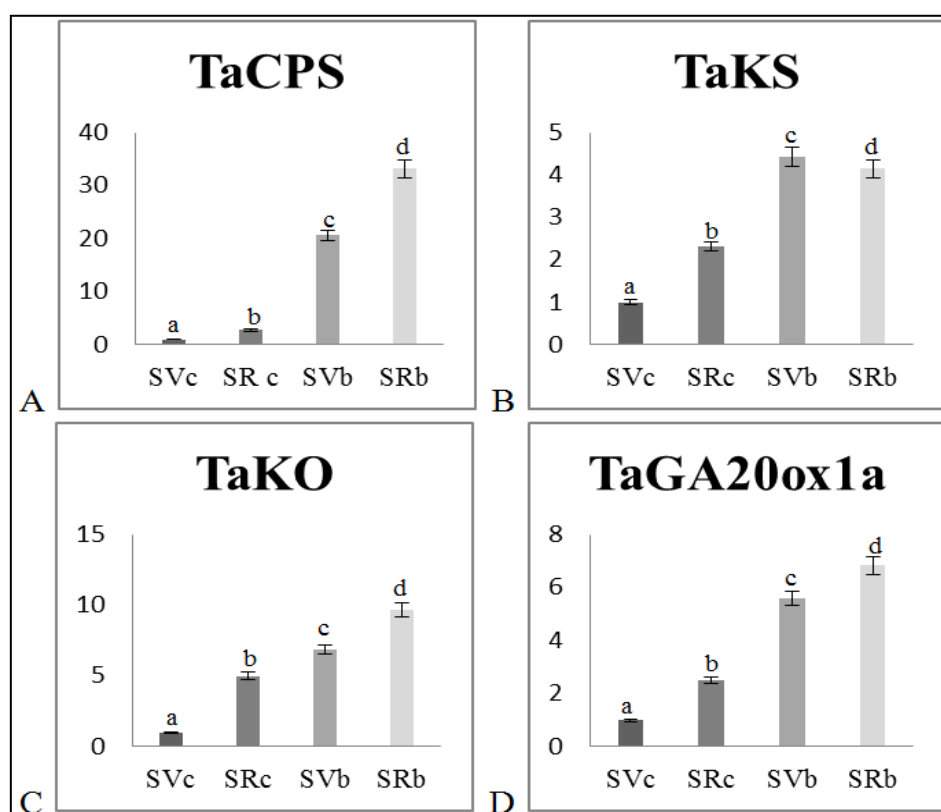 TaCPS
40
30
20
10
0
a
b
c
d
SVc SR c SVb SRb
A
TaKS
5
4
3
2
1
0
a
b
c
d
SVc SRc SVb SRb
B
TaKO
15
10
5
0
a
b
c
d
SVc SRc SVb SRb
C
TaGA20ox1a
8
6
4
2
0
a
b
c
d
SVc SRc SVb SRb
D